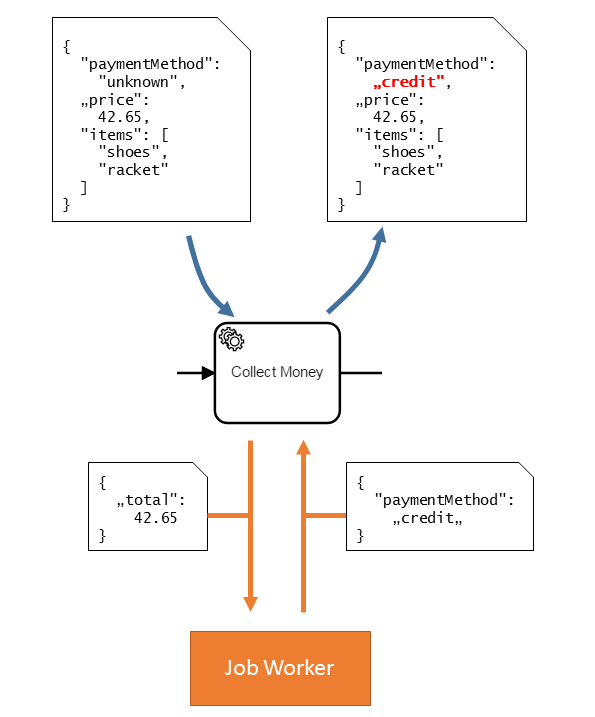 {
"paymentMethod":
"unknown",
„price":
42.65,
"items": [
"shoes",
"racket"
]
}
{
"paymentMethod":
„credit",
„price":
42.65,
"items": [
"shoes",
"racket"
]
}
Collect Money
{
„total":
42.65
}
{
"paymentMethod":
„credit„
}
Job Worker